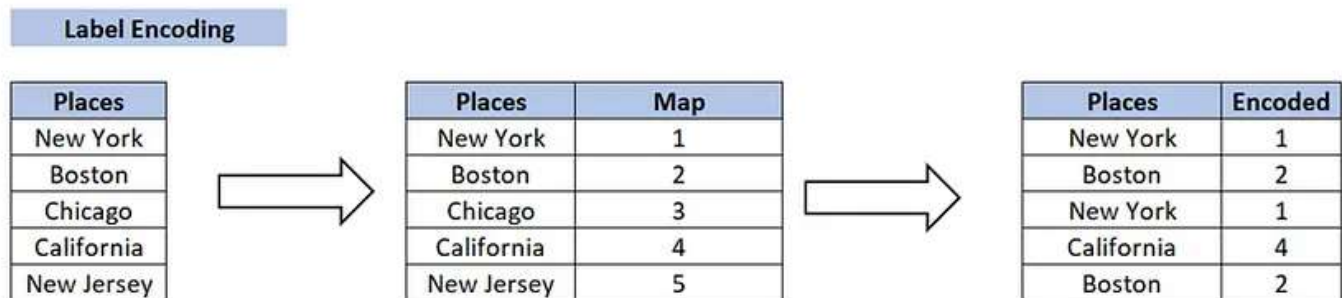 Label Encoding
Places Places Map Places Encoded
New York New York 1 New York 1
Boston Boston 2 Boston 2
Chicago Chicago 3 New York 1
California California 4 California 4
New Jersey New Jersey 5 Boston 2